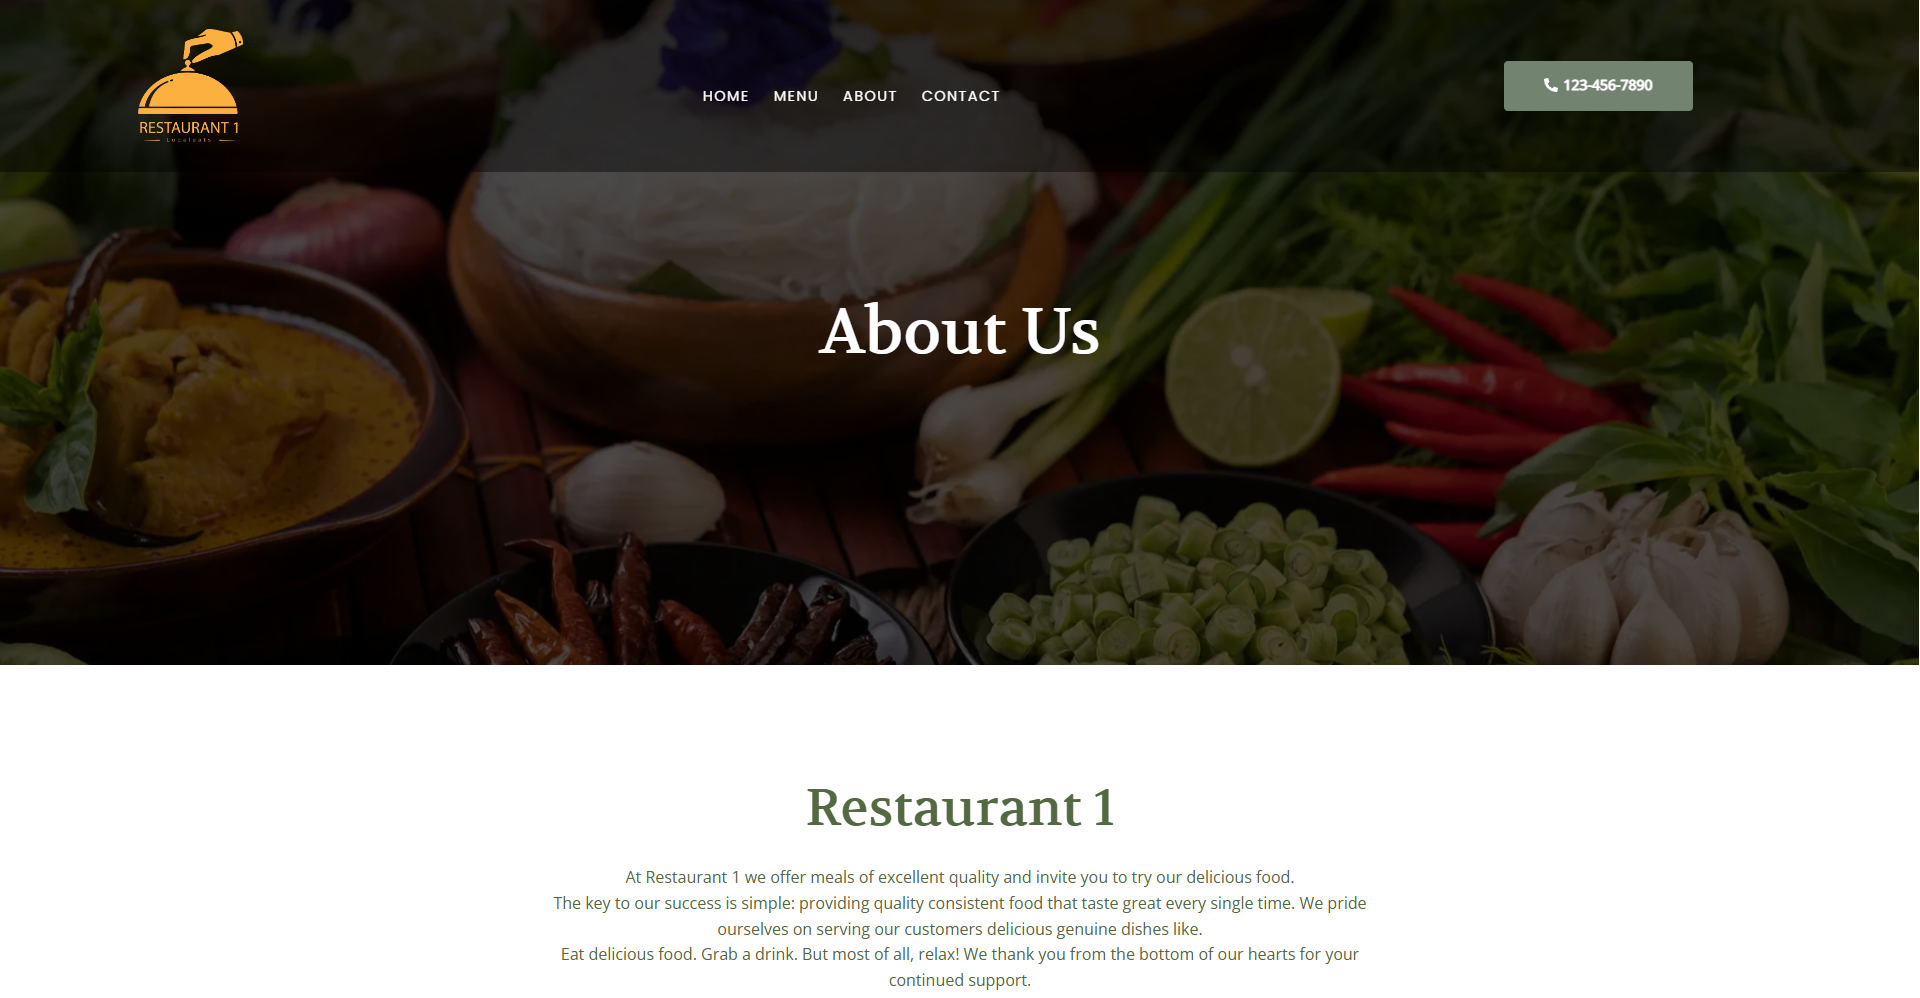 RESTAURANT 1
Localeats
HOME MENU ABOUT CONTACT
123-456-7890
About Us
Restaurant 1
At Restaurant 1 we offer meals of excellent quality and invite you to try our delicious food.
The key to our success is simple: providing quality consistent food that taste great every single time. We pride
ourselves on serving our customers delicious genuine dishes like.
Eat delicious food. Grab a drink. But most of all, relax! We thank you from the bottom of our hearts for your
continued support.